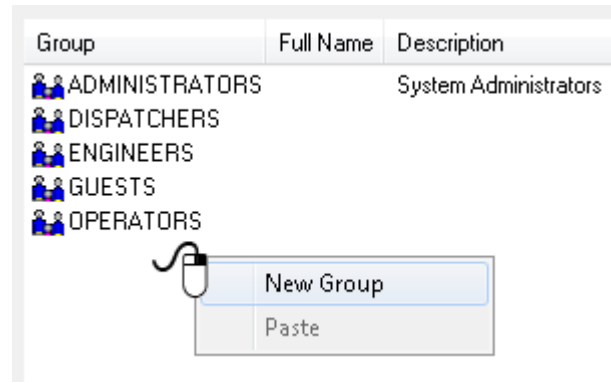 Group Full Name Description
ADMINISTRATORS System Administrators
DISPATCHERS
ENGINEERS
GUESTS
OPERATORS
New Group
Paste